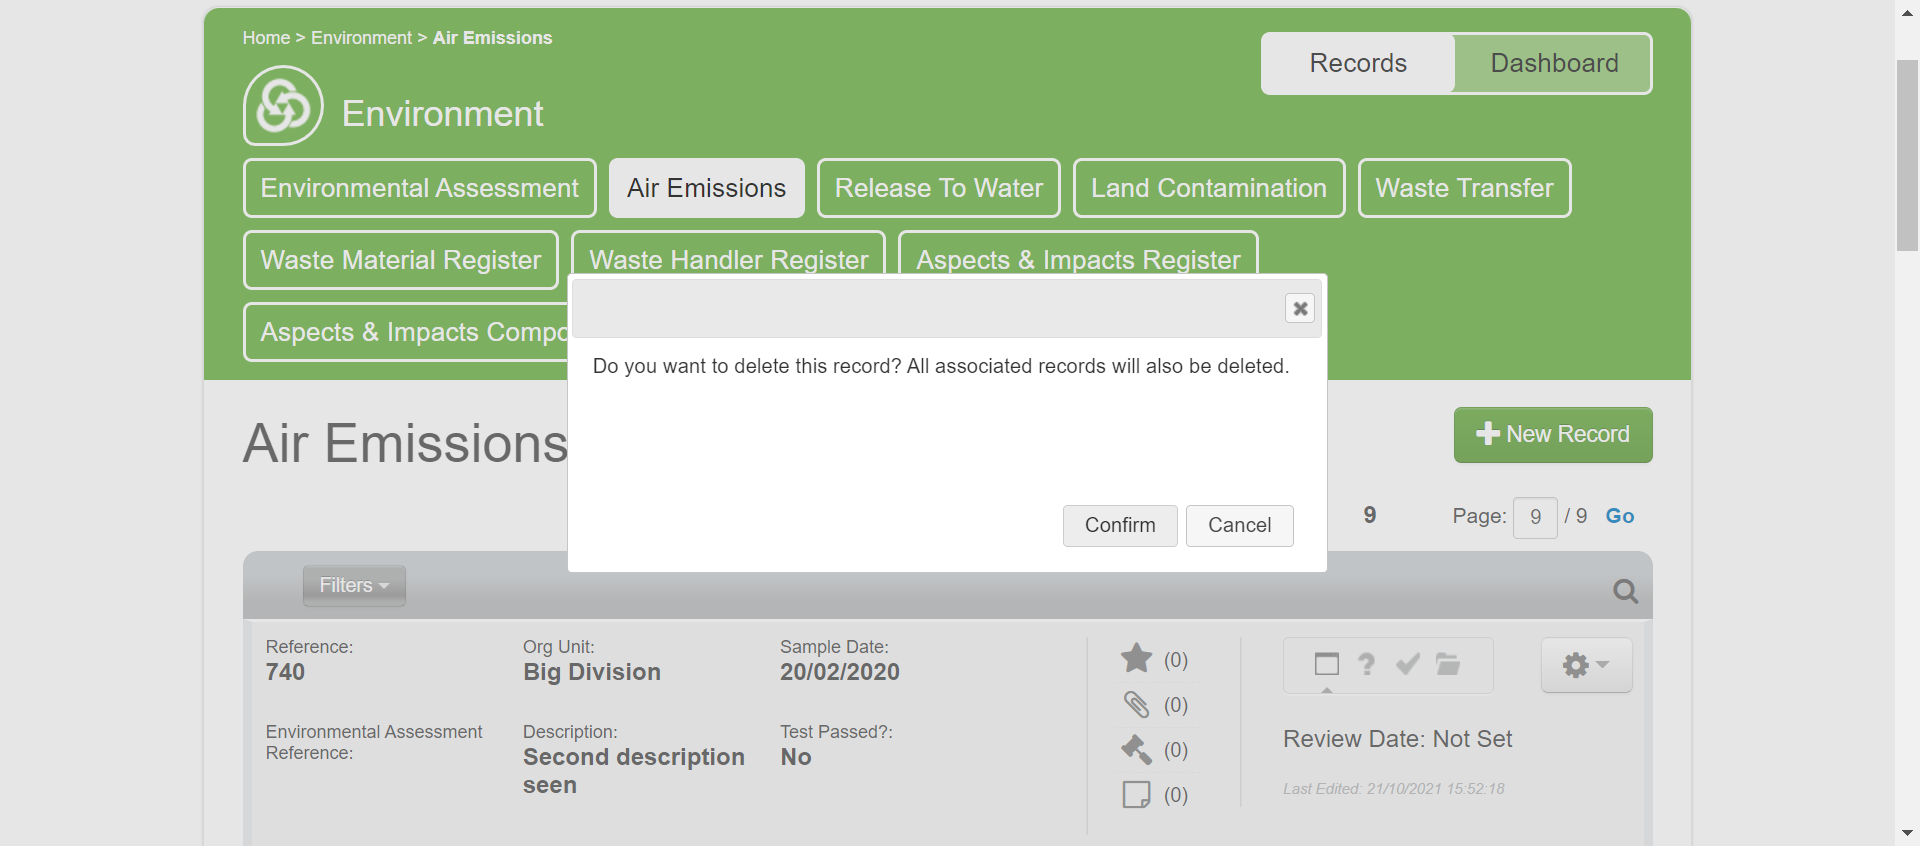 Home > Environment > Air Emissions
Records
Dashboard
Environment
Environmental Assessment
Air Emissions
Release To Water
Land Contamination
Waste Transfer
Waste Material Register
Waste Handler Register
Aspects & Impacts Register
Aspects & Impacts Compo
Do you want to delete this record? All associated records will also be deleted.
Confirm
Cancel
Air Emissions
New Record
9
Page: 9 / 9 Go
Filters
Reference:
740
Org Unit:
Big Division
Sample Date:
20/02/2020
Environmental Assessment
Reference:
Description:
Second description
seen
Test Passed?:
No
(0)
(0)
(0)
(0)
Review Date: Not Set
Last Edited: 21/10/2021 15:52:18